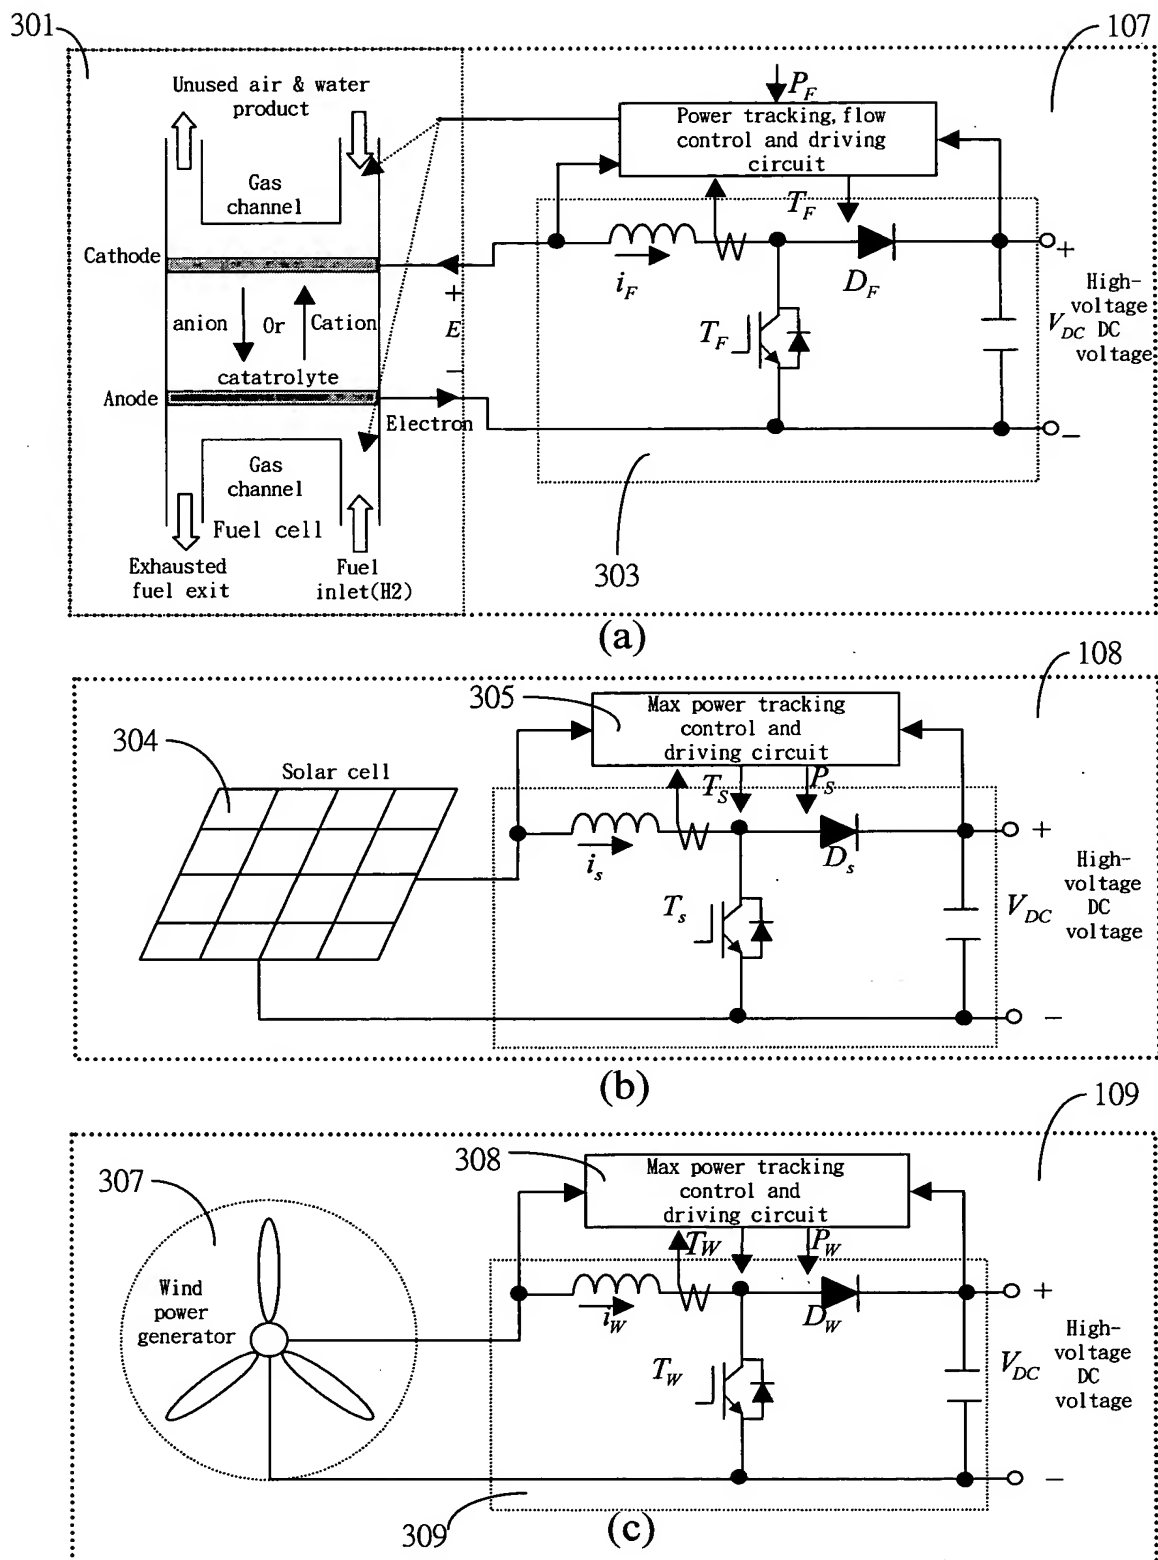 301
107
Unused air & water
product
P_F
Power tracking, flow
control and driving
circuit
Gas
channel
T_F
Cathode
i_F
D_F
+
High-
voltage
DC
voltage
V_DC
anion
Or
Cation
+
E
−
T_F
catatrolyte
Anode
Electron
−
Gas
channel
Fuel cell
Exhausted
fuel exit
Fuel
inlet(H2)
303
(a)
108
305
Max power tracking
control and
driving circuit
304
Solar cell
T_S
P_S
+
i_s
D_s
High-
voltage
DC
voltage
T_s
V_DC
−
(b)
109
308
Max power tracking
control and
driving circuit
307
T_W
P_W
+
Wind
power
generator
i_W
D_W
High-
voltage
DC
voltage
T_W
V_DC
−
309
(c)